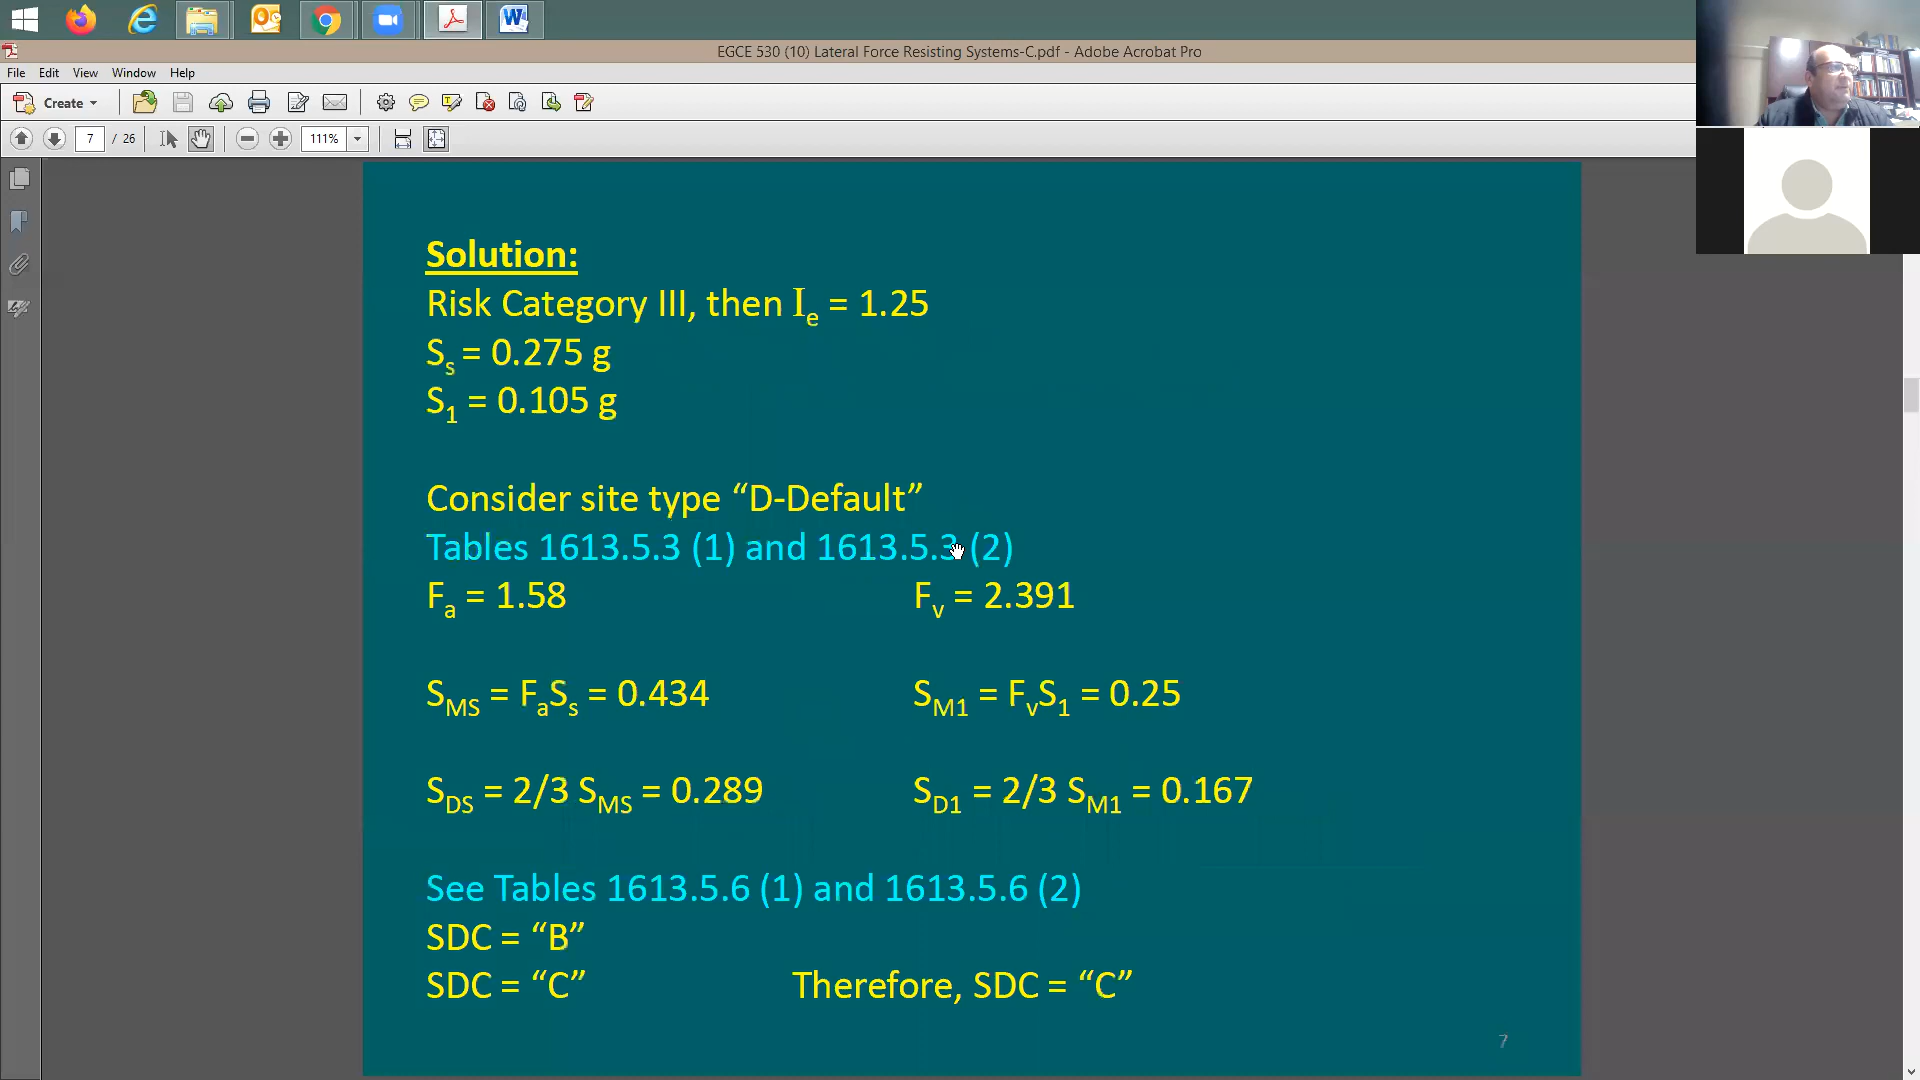 EGCE 530 (10) Lateral Force Resisting Systems-C.pdf - Adobe Acrobat Pro
File Edit View Window Help
Create
7 / 26 111%
Solution:
Risk Category III, then Ie = 1.25
Ss = 0.275 g
S1 = 0.105 g
Consider site type “D-Default”
Tables 1613.5.3 (1) and 1613.5.3 (2)
Fa = 1.58 Fv = 2.391
SMS = FaSs = 0.434 SM1 = FvS1 = 0.25
SDS = 2/3 SMS = 0.289 SD1 = 2/3 SM1 = 0.167
See Tables 1613.5.6 (1) and 1613.5.6 (2)
SDC = “B”
SDC = “C” Therefore, SDC = “C”
7